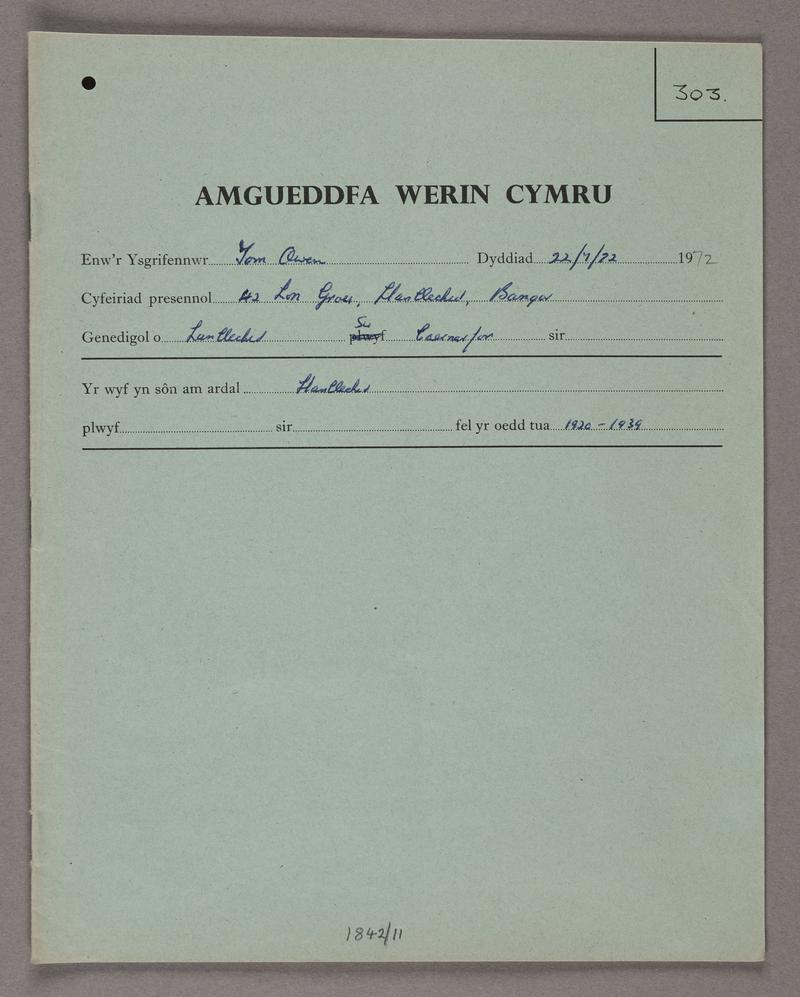 303.
AMGUEDDFA WERIN CYMRU
Enw'r Ysgrifennwr Tom Owen Dyddiad 22/7/72 1972
Cyfeiriad presennol 42 Lon Groes, Llanllechid, Bangor
Sir
Genedigol o Llanllechid plwyf Caernarfon sir
Yr wyf yn sôn am ardal Llanllechid
plwyf sir fel yr oedd tua 1920 - 1939
1842/11